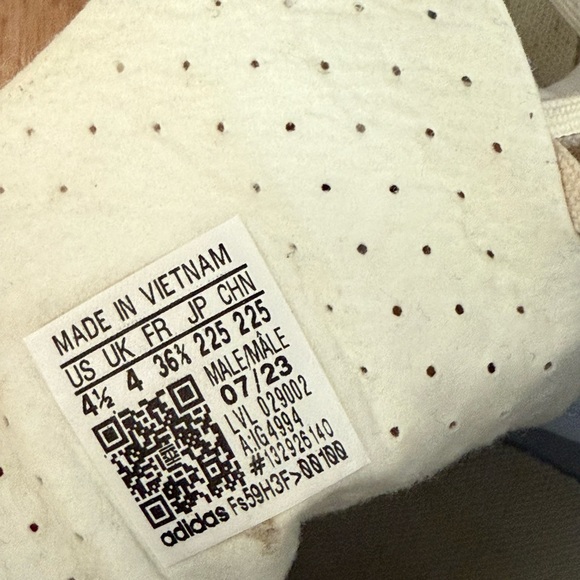 MADE IN VIETNAM
US UK FR JP CHN
4½ 4 36⅔ 225 225
MALE/MÂLE
07/23
LVL 029002
A:IG4994
#132926140
adidas Fs59H3F>QQ1QQ